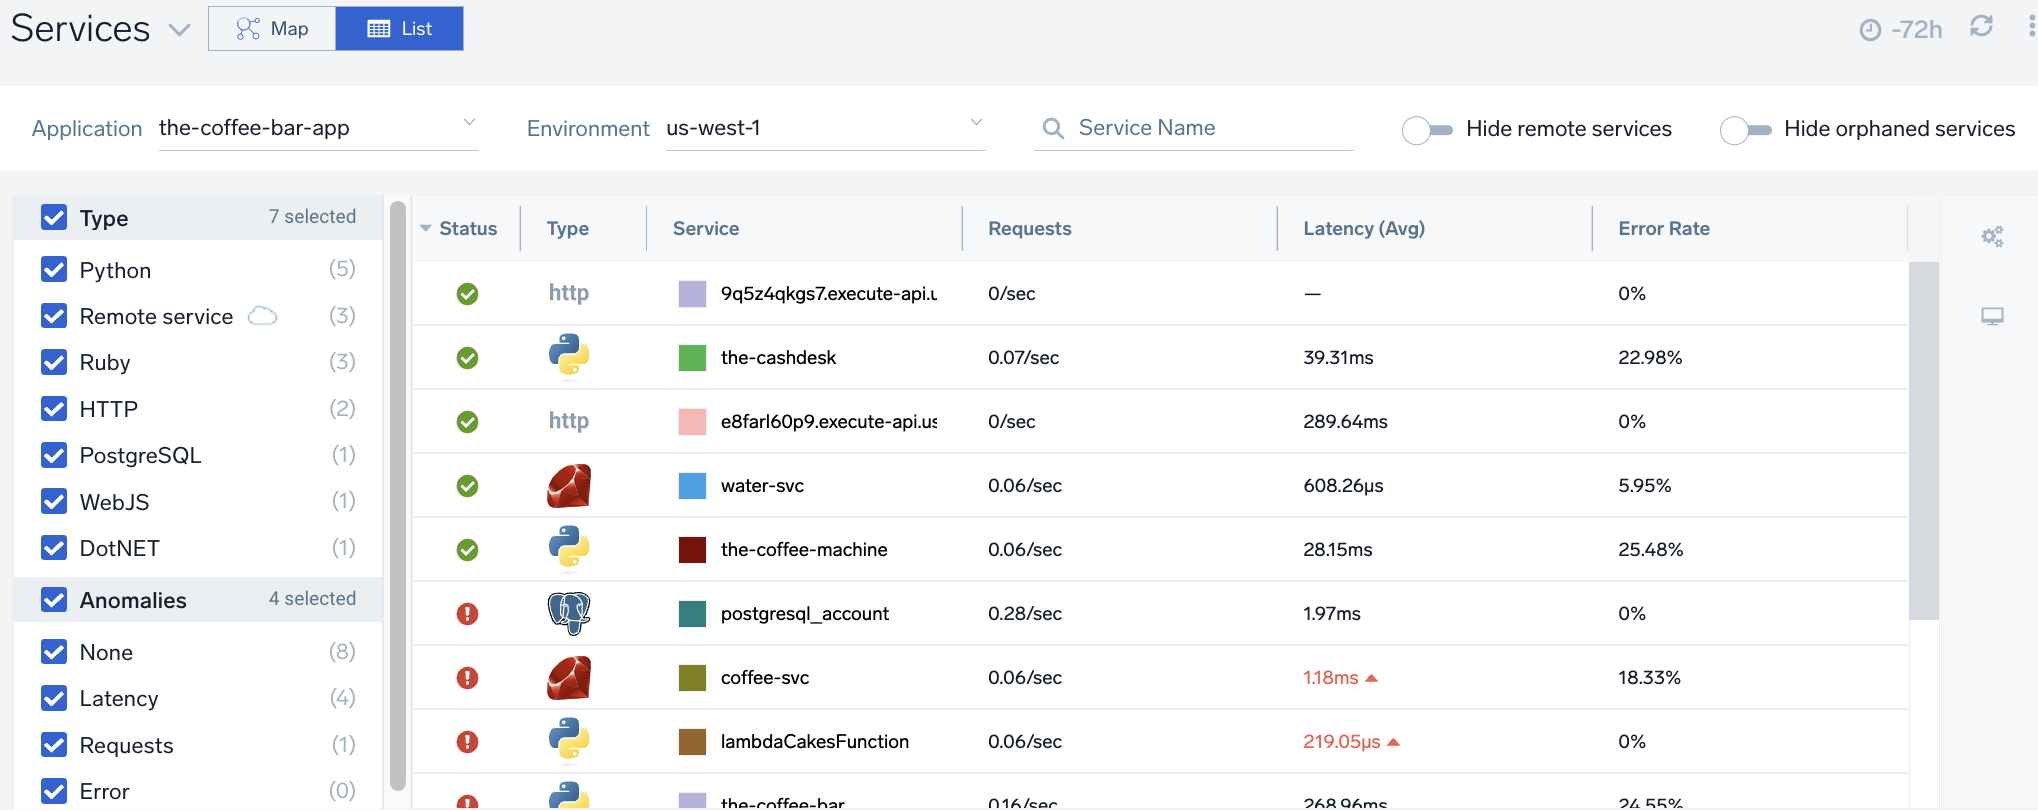 Services Map List -72h
Application the-coffee-bar-app Environment us-west-1 Service Name Hide remote services Hide orphaned services
Type 7 selected
Python (5)
Remote service (3)
Ruby (3)
HTTP (2)
PostgreSQL (1)
WebJS (1)
DotNET (1)
Anomalies 4 selected
None (8)
Latency (4)
Requests (1)
Error (0)
Status Type Service Requests Latency (Avg) Error Rate
http 9q5z4qkgs7.execute-api.u 0/sec — 0%
the-cashdesk 0.07/sec 39.31ms 22.98%
http e8farl60p9.execute-api.us 0/sec 289.64ms 0%
water-svc 0.06/sec 608.26µs 5.95%
the-coffee-machine 0.06/sec 28.15ms 25.48%
postgresql_account 0.28/sec 1.97ms 0%
coffee-svc 0.06/sec 1.18ms 18.33%
lambdaCakesFunction 0.06/sec 219.05µs 0%
the-coffee-bar 0.16/sec 268.96ms 24.55%